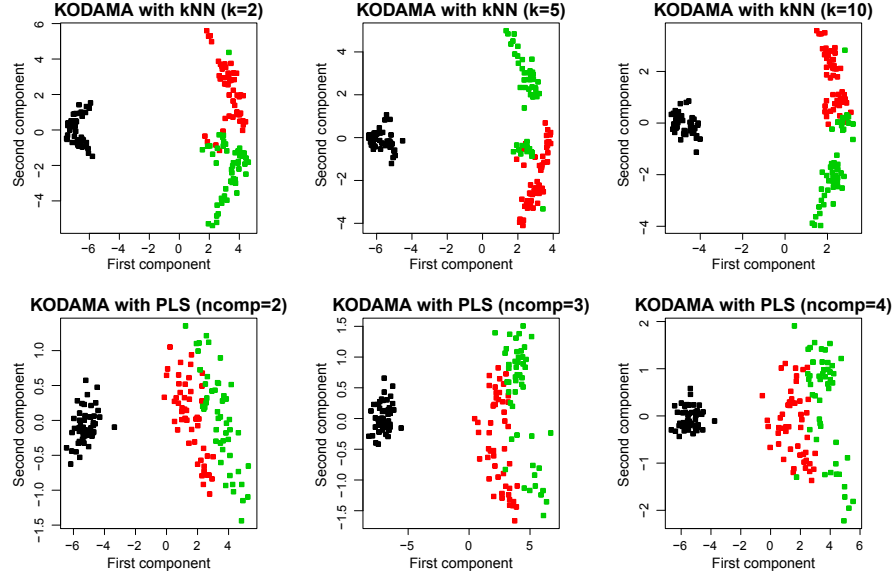 KODAMA with kNN (k=2)
KODAMA with kNN (k=5)
KODAMA with kNN (k=10)
Second component
6
4
2
0
−2
−4
−6 −4 −2 0 2 4
First component
Second component
4
2
0
−2
−4
−6 −4 −2 0 2 4
First component
Second component
2
0
−2
−4
−4 −2 0 2
First component
KODAMA with PLS (ncomp=2)
KODAMA with PLS (ncomp=3)
KODAMA with PLS (ncomp=4)
Second component
1.0
0.5
0.0
−0.5
−1.0
−1.5
−6 −4 −2 0 2 4
First component
Second component
1.5
1.0
0.5
0.0
−0.5
−1.0
−1.5
−5 0 5
First component
Second component
2
1
0
−1
−2
−6 −4 −2 0 2 4 6
First component